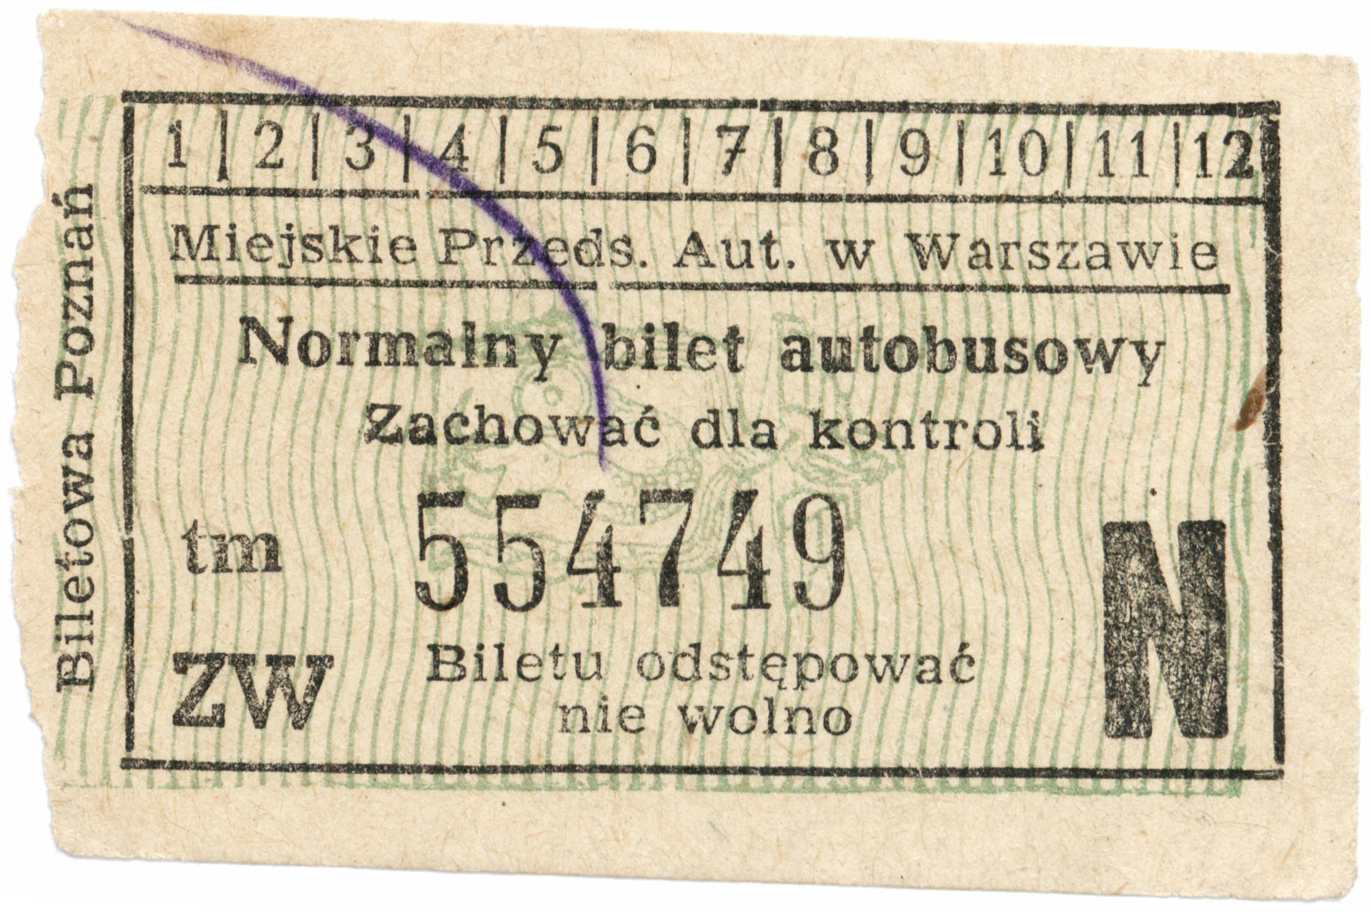 1|2|3|4|5|6|7|8|9|10|11|12
Miejskie Przeds. Aut. w Warszawie
Normalny bilet autobusowy
Zachować dla kontroli
tm 554749
ZW
Biletu odstępować
nie wolno
N
Biletowa Poznań